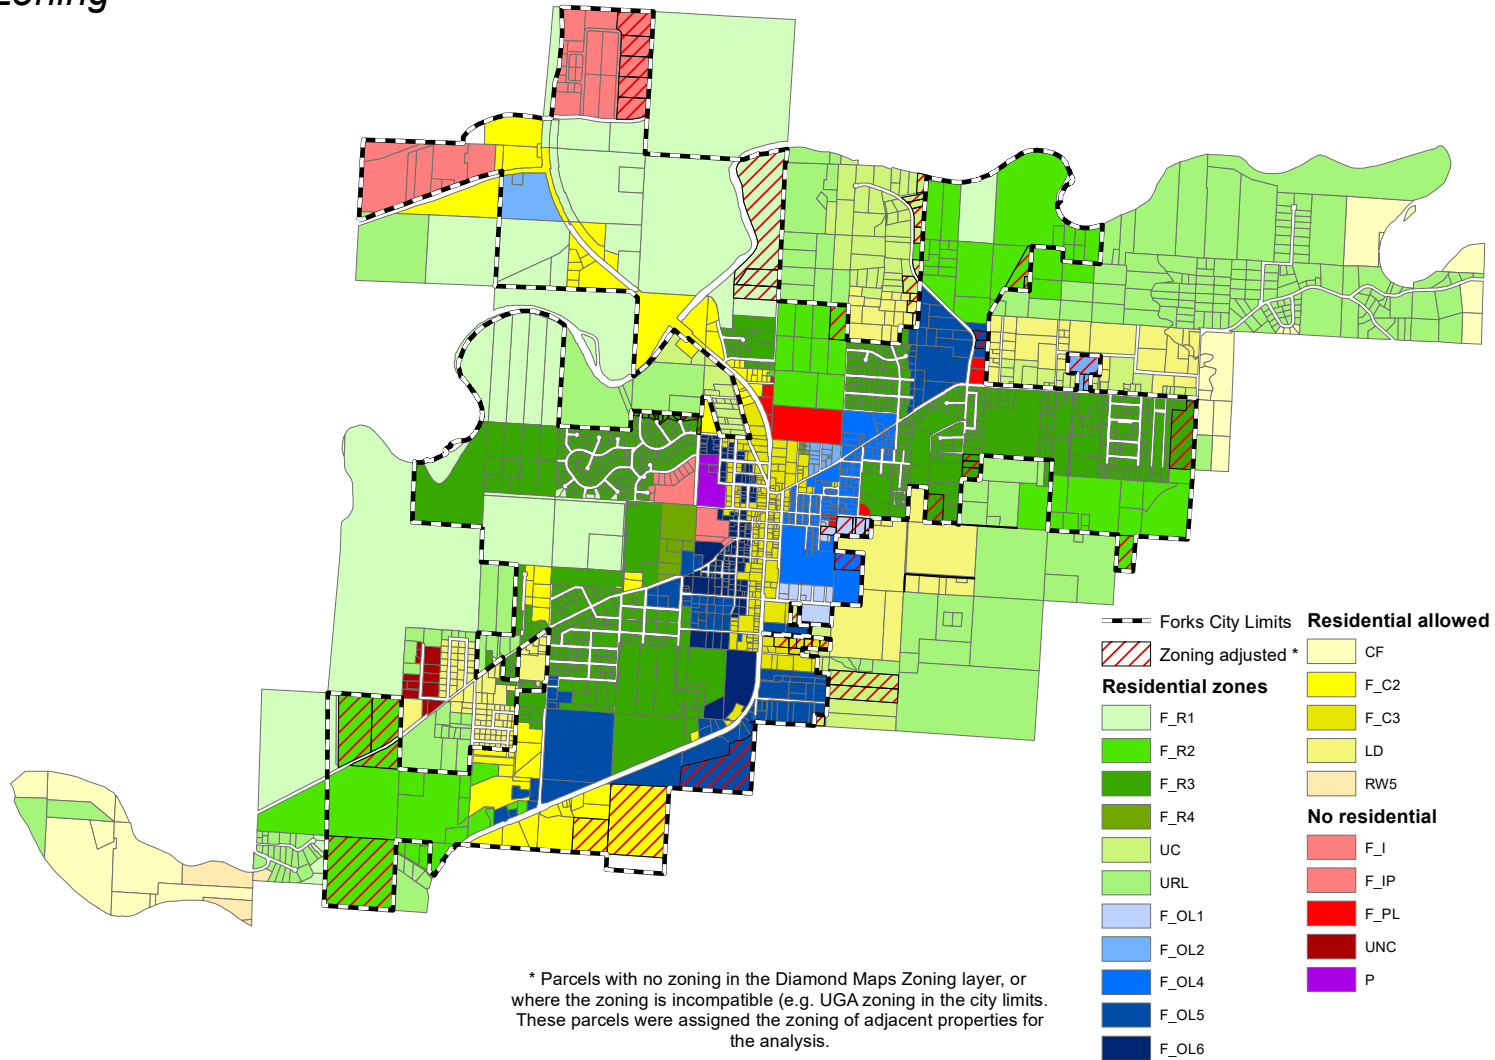 Zoning
Forks City Limits
Zoning adjusted *
Residential zones
F_R1
F_R2
F_R3
F_R4
UC
URL
F_OL1
F_OL2
F_OL4
F_OL5
F_OL6
Residential allowed
CF
F_C2
F_C3
LD
RW5
No residential
F_I
F_IP
F_PL
UNC
P
* Parcels with no zoning in the Diamond Maps Zoning layer, or
where the zoning is incompatible (e.g. UGA zoning in the city limits.
These parcels were assigned the zoning of adjacent properties for
the analysis.